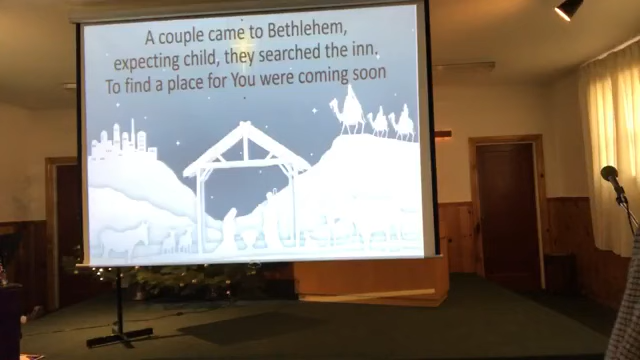 A couple came to Bethlehem,
expecting child, they searched the inn.
To find a place for You were coming soon